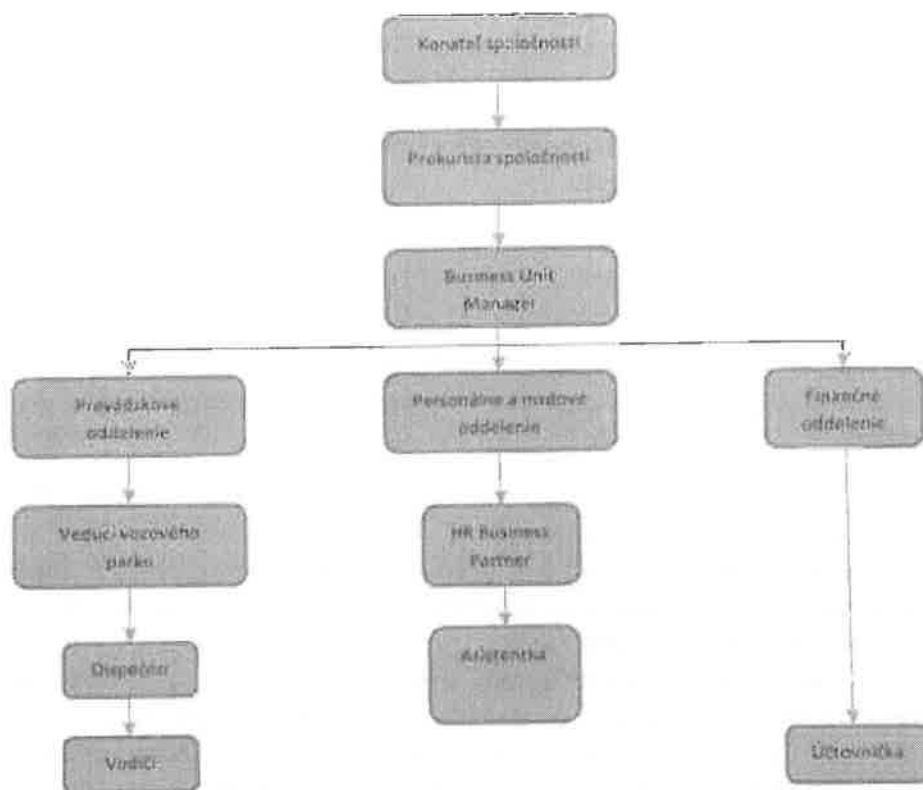 Konateľ spoločnosti
Prokurista spoločnosti
Business Unit
Manager
Prevádzkové
oddelenie
Personálne a mzdové
oddelenie
Finančné
oddelenie
Vedúci vozového
parku
HR Business
Partner
Dispečer
Asistentka
Vodiči
Účtovníčka